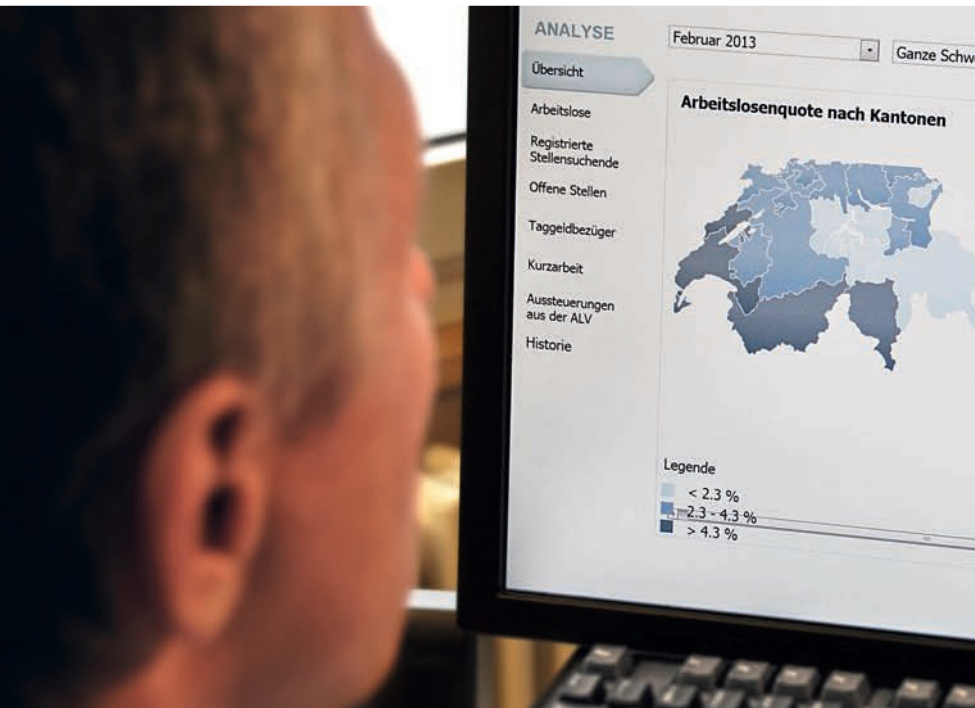 ANALYSE
Februar 2013
Ganze Schw
Übersicht
Arbeitslose
Registrierte
Stellensuchende
Offene Stellen
Taggeldbezüger
Kurzarbeit
Aussteuerungen
aus der ALV
Historie
Arbeitslosenquote nach Kantonen
Legende
< 2.3 %
2.3 - 4.3 %
> 4.3 %